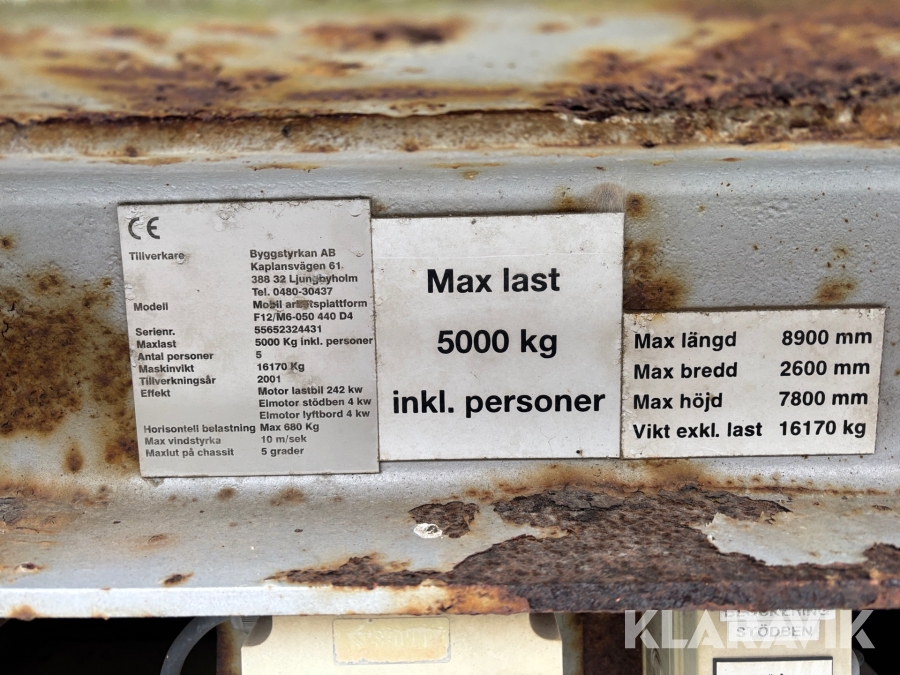 CE
Tillverkare Byggstyrkan AB
Kaplansvägen 61
388 32 Ljungbyholm
Tel. 0480-30437
Modell Mobil arbetsplattform
F12/M6-050 440 D4
Serienr. 55652324431
Maxlast 5000 Kg inkl. personer
Antal personer 5
Maskinvikt 16170 Kg
Tillverkningsår 2001
Effekt Motor lastbil 242 kw
Elmotor stödben 4 kw
Elmotor lyftbord 4 kw
Horisontell belastning Max 680 Kg
Max vindstyrka 10 m/sek
Maxlut på chassit 5 grader
Max last
5000 kg
inkl. personer
Max längd 8900 mm
Max bredd 2600 mm
Max höjd 7800 mm
Vikt exkl. last 16170 kg
STÖDBEN
KLARAVIK